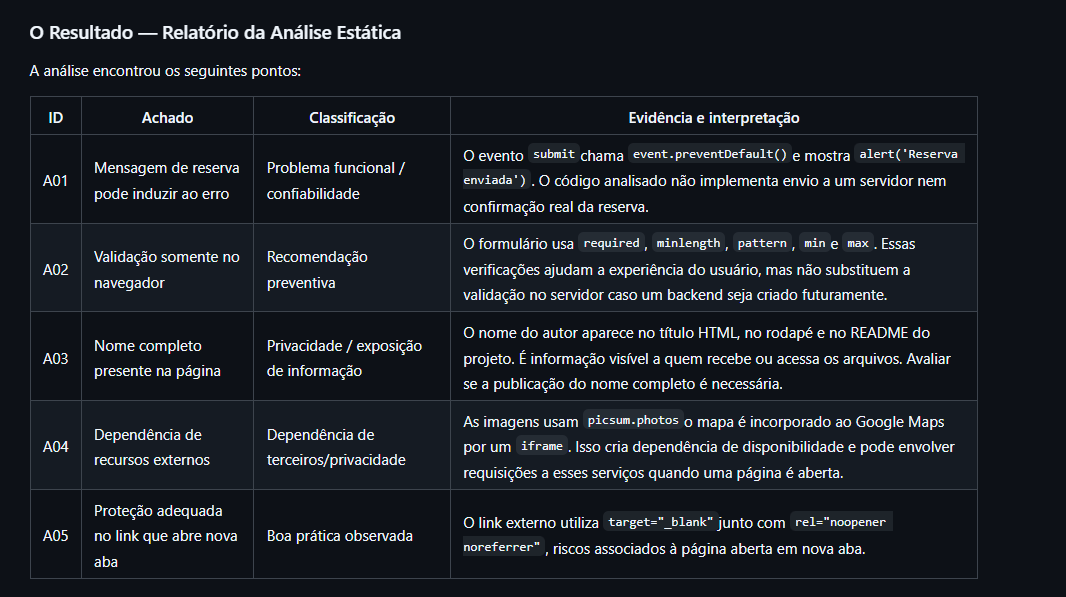 O Resultado — Relatório da Análise Estática
A análise encontrou os seguintes pontos:
ID Achado Classificação Evidência e interpretação
A01
Mensagem de reserva
pode induzir ao erro
Problema funcional /
confiabilidade
O evento submit chama event.preventDefault() e mostra alert('Reserva
enviada') . O código analisado não implementa envio a um servidor nem
confirmação real da reserva.
A02
Validação somente no
navegador
Recomendação
preventiva
O formulário usa required , minlength , pattern , min e max . Essas
verificações ajudam a experiência do usuário, mas não substituem a
validação no servidor caso um backend seja criado futuramente.
A03
Nome completo
presente na página
Privacidade / exposição
de informação
O nome do autor aparece no título HTML, no rodapé e no README do
projeto. É informação visível a quem recebe ou acessa os arquivos. Avaliar
se a publicação do nome completo é necessária.
A04
Dependência de
recursos externos
Dependência de
terceiros/privacidade
As imagens usam picsum.photos o mapa é incorporado ao Google Maps
por um iframe . Isso cria dependência de disponibilidade e pode envolver
requisições a esses serviços quando uma página é aberta.
A05
Proteção adequada
no link que abre nova
aba
Boa prática observada
O link externo utiliza target="_blank" junto com rel="noopener
noreferrer" , riscos associados à página aberta em nova aba.